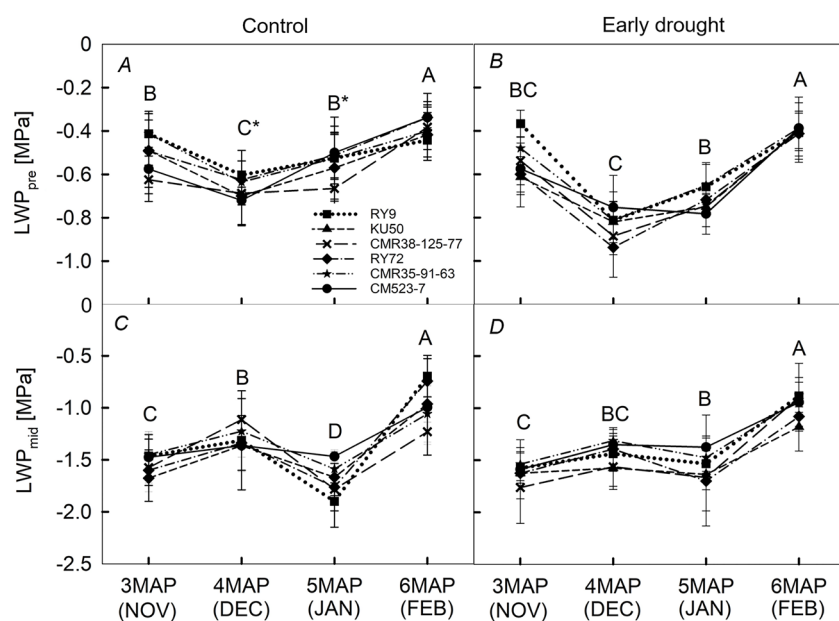 Control
Early drought
A
B
C*
B*
A
B
BC
C
B
A
LWPpre [MPa]
0
-0.2
-0.4
-0.6
-0.8
-1.0
0
RY9
KU50
CMR38-125-77
RY72
CMR35-91-63
CM523-7
C
C
B
D
A
D
C
BC
B
A
LWPmid [MPa]
-0.5
-1.0
-1.5
-2.0
-2.5
3MAP 4MAP 5MAP 6MAP
(NOV) (DEC) (JAN) (FEB)
3MAP 4MAP 5MAP 6MAP
(NOV) (DEC) (JAN) (FEB)